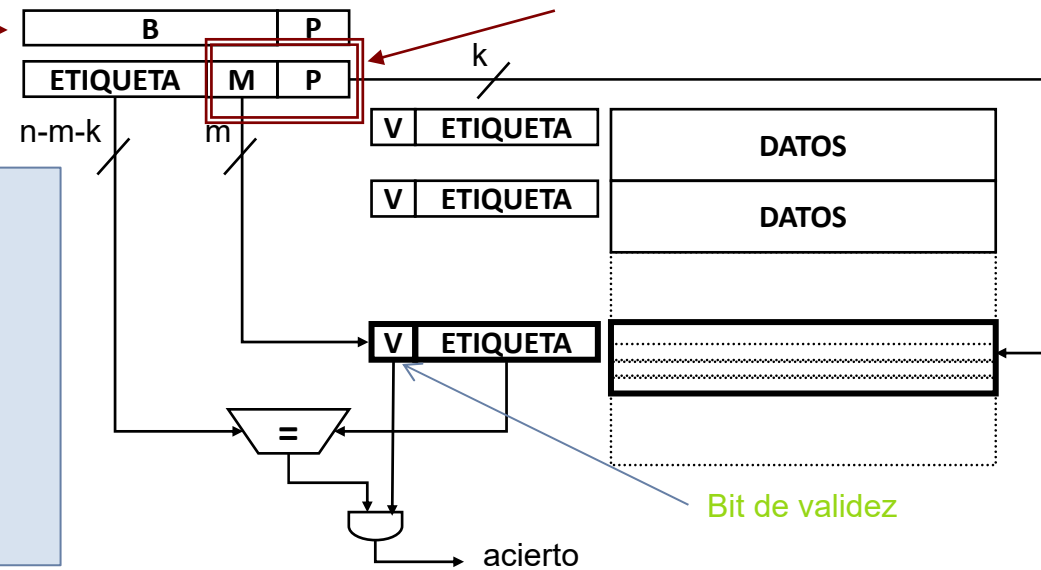 B P
k
ETIQUETA M P
n-m-k m
V ETIQUETA DATOS
V ETIQUETA DATOS
V ETIQUETA
=
Bit de validez
acierto